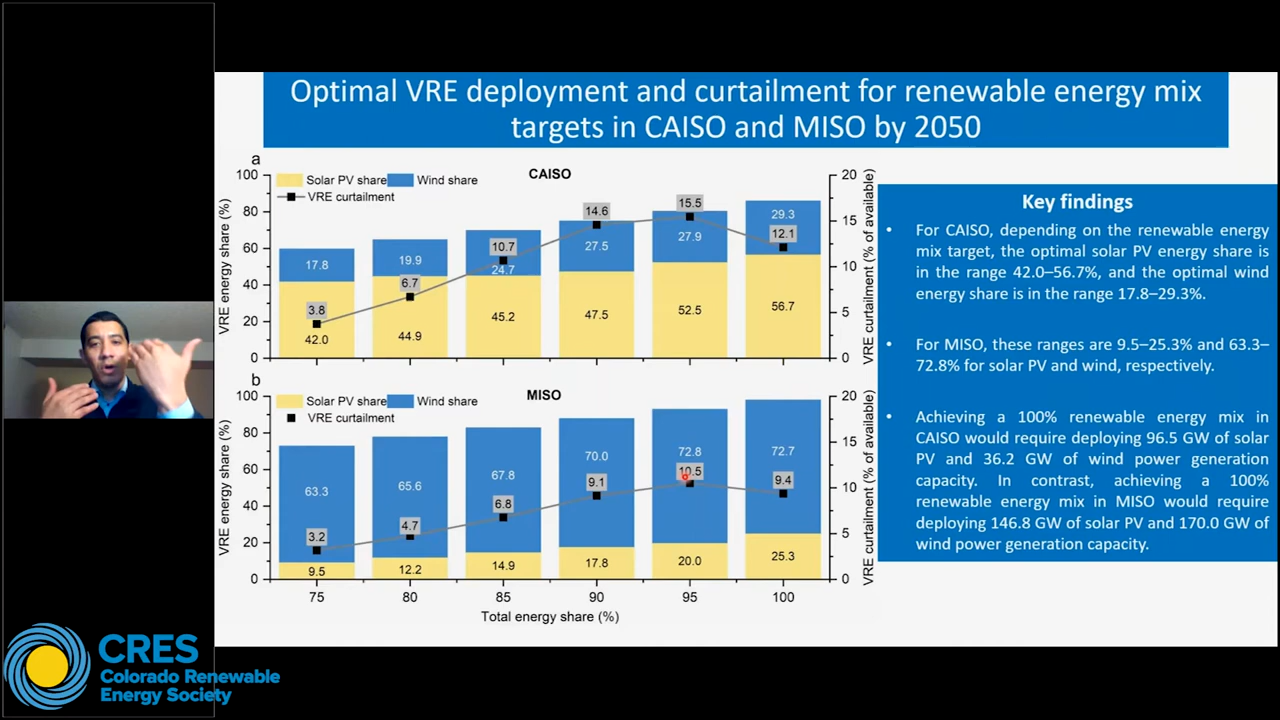 Optimal VRE deployment and curtailment for renewable energy mix
targets in CAISO and MISO by 2050
a
CAISO
Solar PV share
Wind share
VRE curtailment
VRE energy share (%)
100
80
60
40
20
0
17.8
19.9
24.7
27.5
27.9
29.3
3.8
6.7
10.7
14.6
15.5
12.1
42.0
44.9
45.2
47.5
52.5
56.7
20
15
10
5
0
VRE curtailment (% of available)
b
MISO
Solar PV share
Wind share
VRE curtailment
VRE energy share (%)
100
80
60
40
20
0
63.3
65.6
67.8
70.0
72.8
72.7
3.2
4.7
6.8
9.1
10.5
9.4
9.5
12.2
14.9
17.8
20.0
25.3
20
15
10
5
0
VRE curtailment (% of available)
75
80
85
90
95
100
Total energy share (%)
Key findings
• For CAISO, depending on the renewable energy
mix target, the optimal solar PV energy share is
in the range 42.0–56.7%, and the optimal wind
energy share is in the range 17.8–29.3%.
• For MISO, these ranges are 9.5–25.3% and 63.3–
72.8% for solar PV and wind, respectively.
• Achieving a 100% renewable energy mix in
CAISO would require deploying 96.5 GW of solar
PV and 36.2 GW of wind power generation
capacity. In contrast, achieving a 100%
renewable energy mix in MISO would require
deploying 146.8 GW of solar PV and 170.0 GW of
wind power generation capacity.
CRES
Colorado Renewable
Energy Society